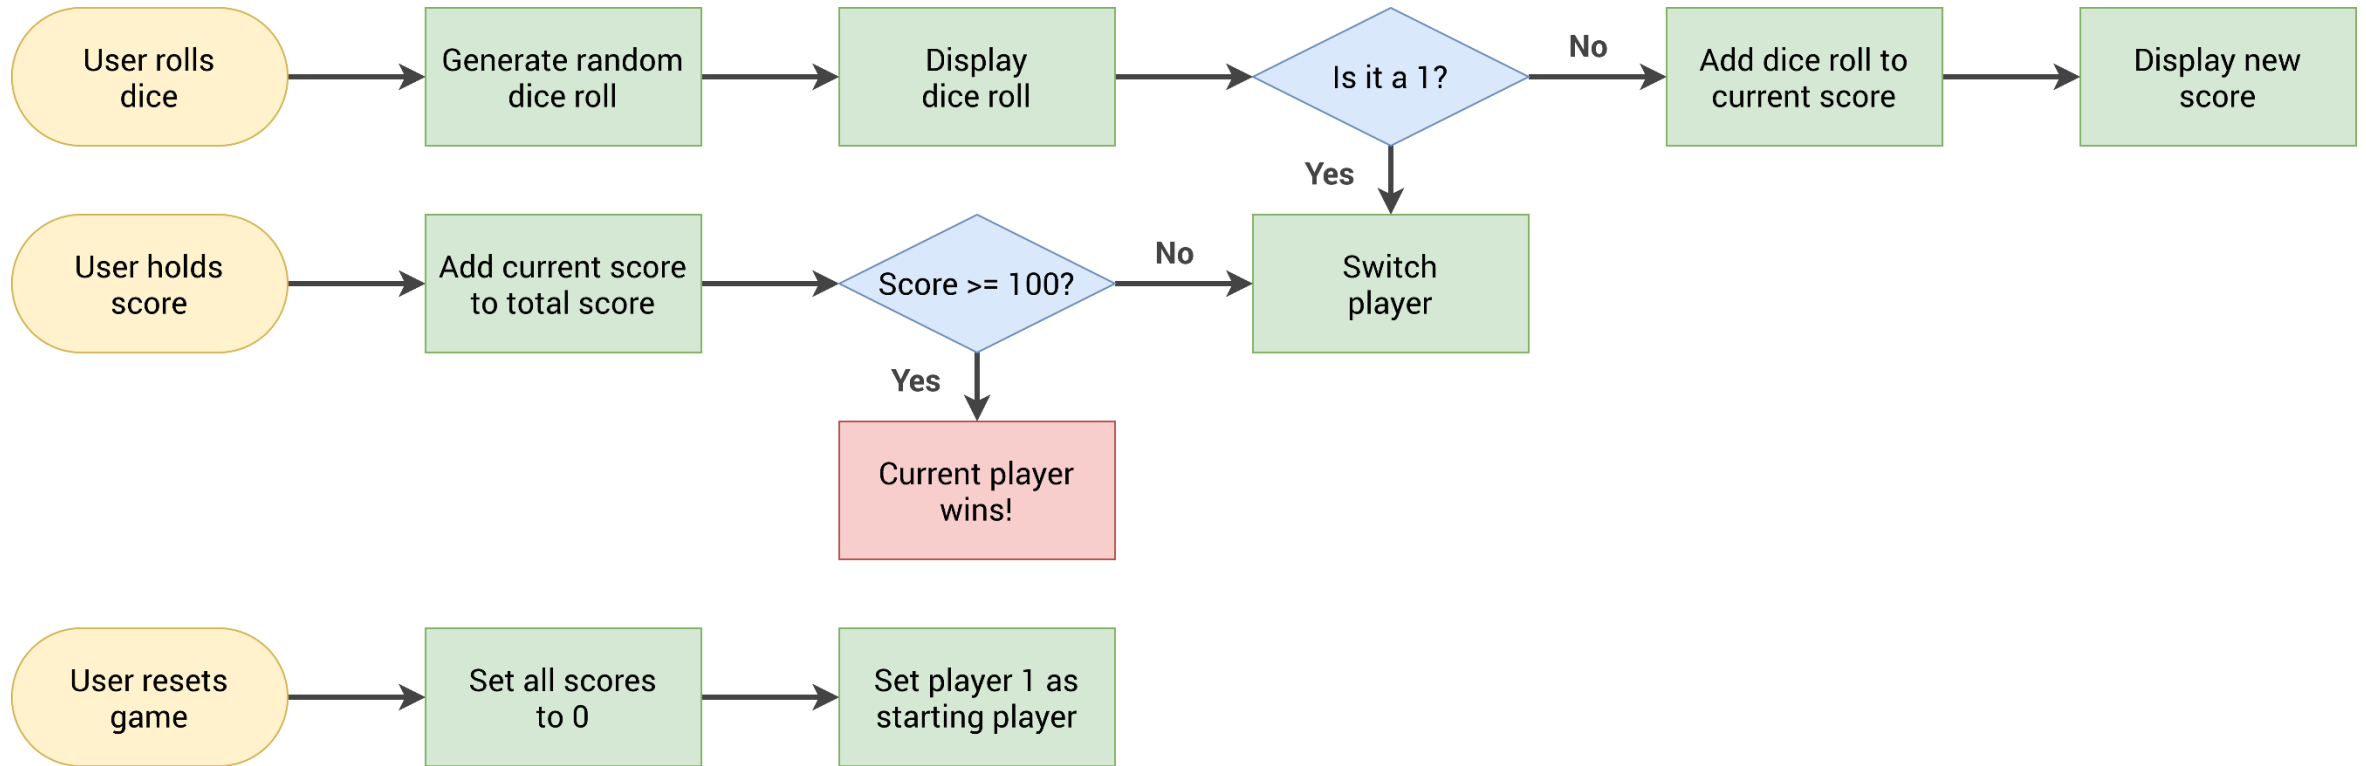 User rolls
dice
Generate random
dice roll
Display
dice roll
Is it a 1?
No
Add dice roll to
current score
Display new
score
Yes
User holds
score
Add current score
to total score
Score >= 100?
No
Switch
player
Yes
Current player
wins!
User resets
game
Set all scores
to 0
Set player 1 as
starting player